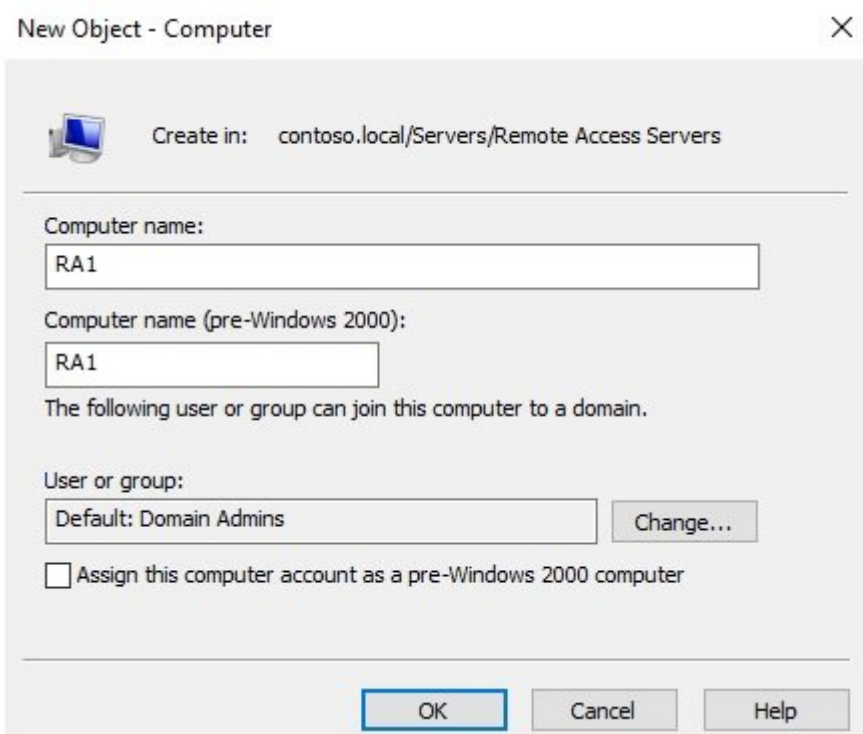 New Object - Computer
Create in: contoso.local/Servers/Remote Access Servers
Computer name:
RA1
Computer name (pre-Windows 2000):
RA1
The following user or group can join this computer to a domain.
User or group:
Default: Domain Admins
Change...
Assign this computer account as a pre-Windows 2000 computer
OK Cancel Help